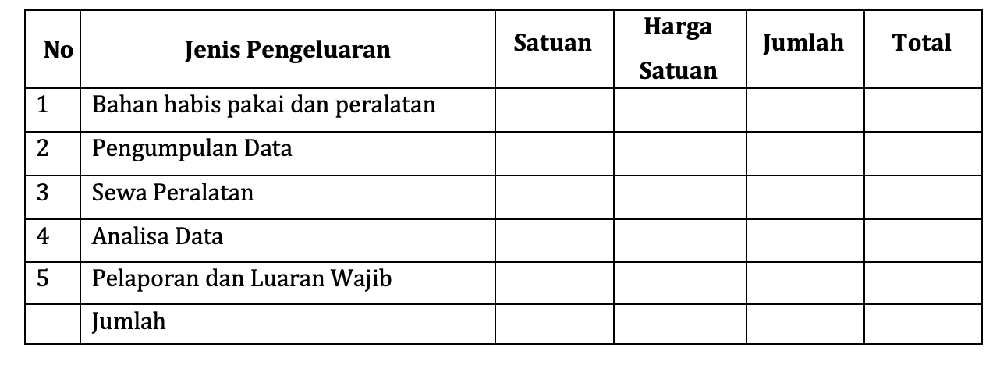 No Jenis Pengeluaran Satuan Harga Satuan Jumlah Total
1 Bahan habis pakai dan peralatan
2 Pengumpulan Data
3 Sewa Peralatan
4 Analisa Data
5 Pelaporan dan Luaran Wajib
Jumlah